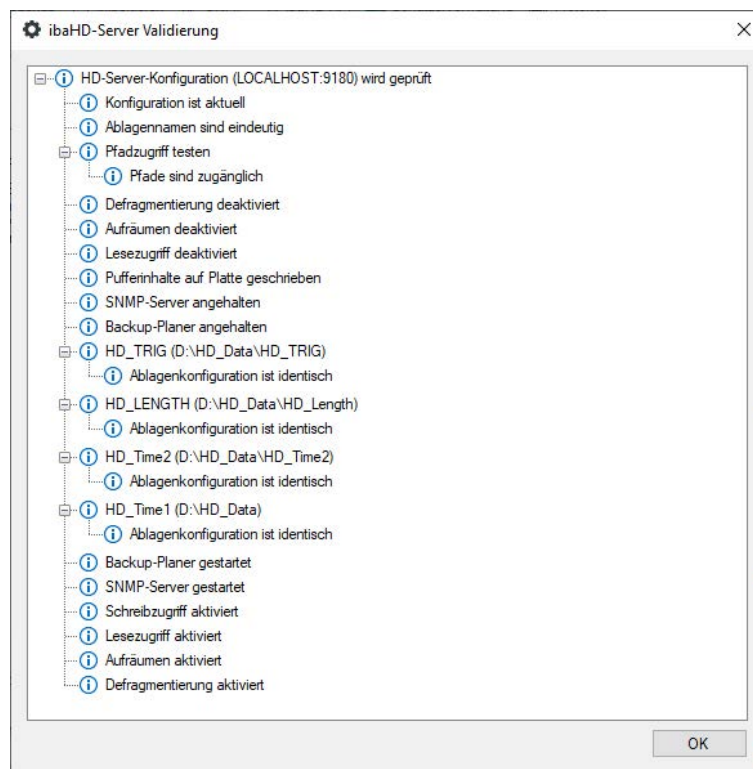 ibaHD-Server Validierung
HD-Server-Konfiguration (LOCALHOST:9180) wird geprüft
Konfiguration ist aktuell
Ablagennamen sind eindeutig
Pfadzugriff testen
Pfade sind zugänglich
Defragmentierung deaktiviert
Aufräumen deaktiviert
Lesezugriff deaktiviert
Pufferinhalte auf Platte geschrieben
SNMP-Server angehalten
Backup-Planer angehalten
HD_TRIG (D:\HD_Data\HD_TRIG)
Ablagenkonfiguration ist identisch
HD_LENGTH (D:\HD_Data\HD_Length)
Ablagenkonfiguration ist identisch
HD_Time2 (D:\HD_Data\HD_Time2)
Ablagenkonfiguration ist identisch
HD_Time1 (D:\HD_Data)
Ablagenkonfiguration ist identisch
Backup-Planer gestartet
SNMP-Server gestartet
Schreibzugriff aktiviert
Lesezugriff aktiviert
Aufräumen aktiviert
Defragmentierung aktiviert
OK